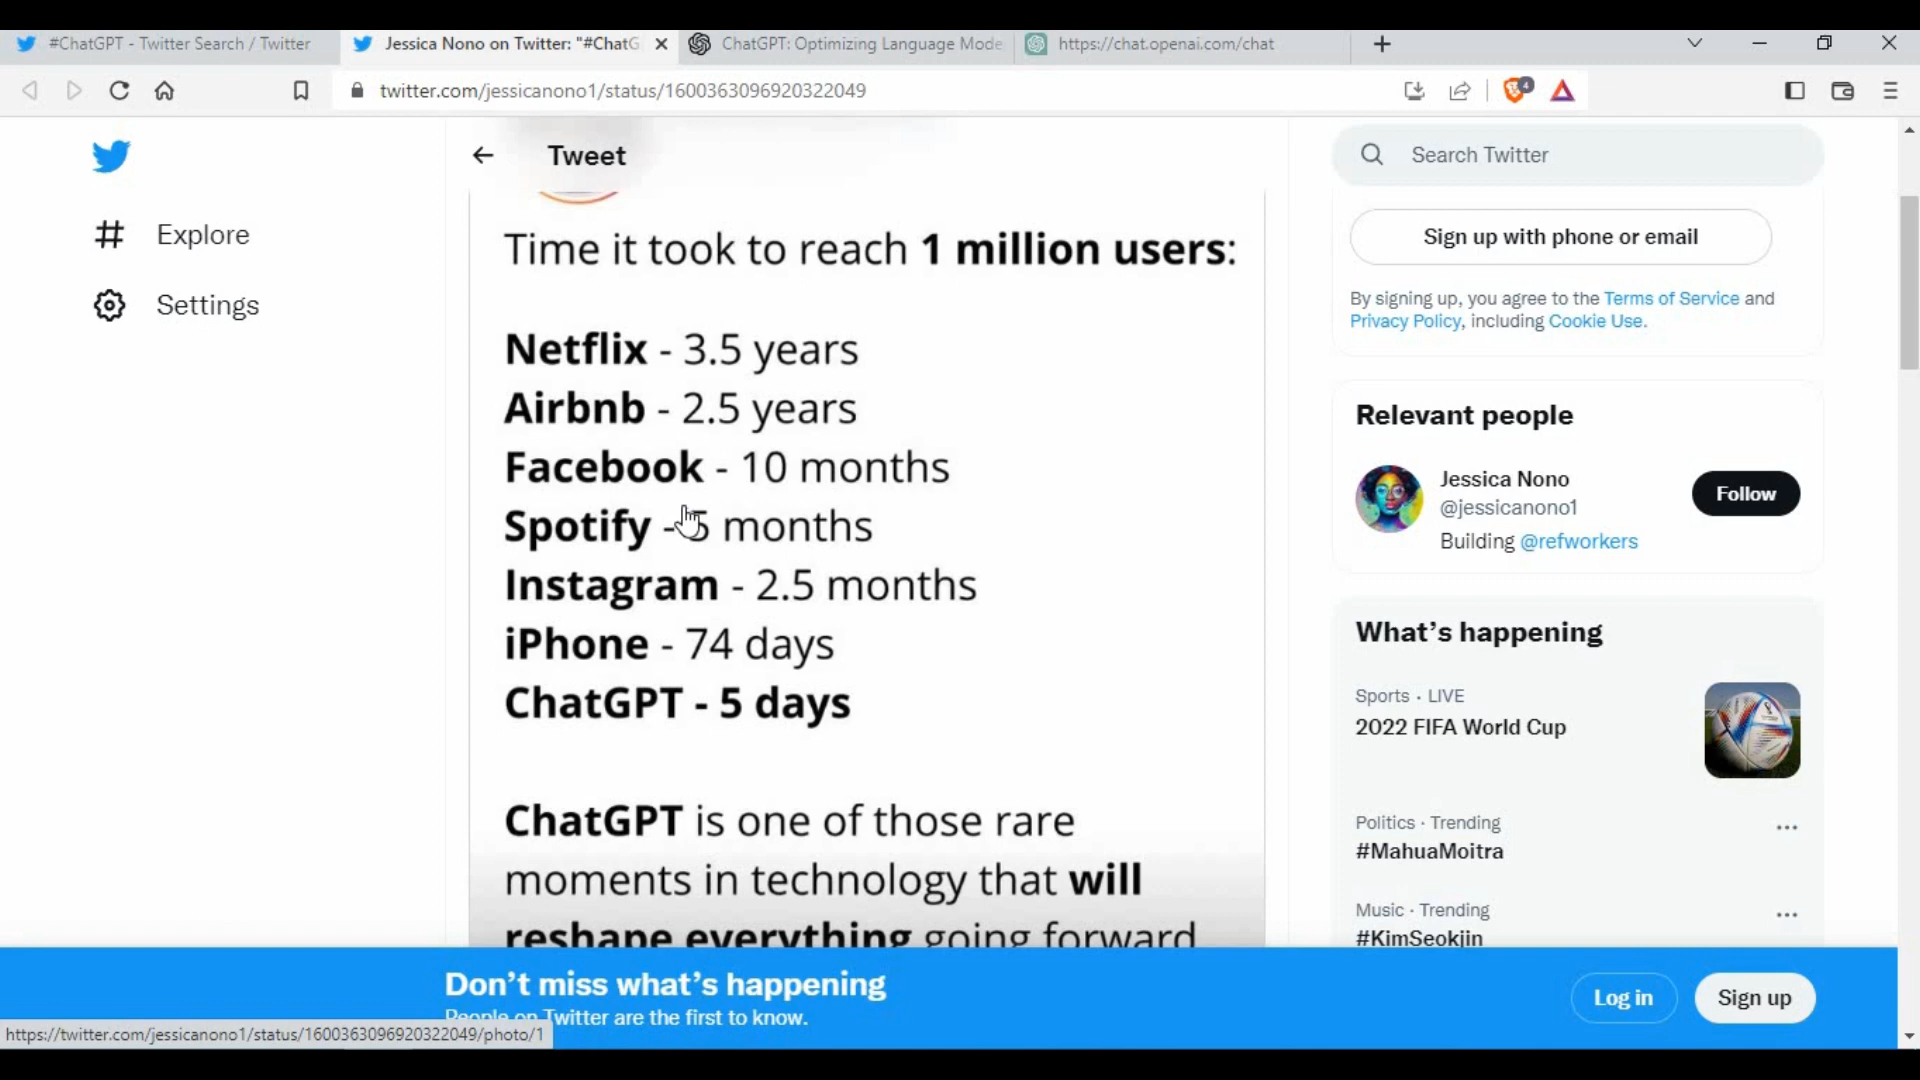 #ChatGPT - Twitter Search / Twitter
Jessica Nono on Twitter: "#ChatG
ChatGPT: Optimizing Language Mode
https://chat.openai.com/chat
twitter.com/jessicanono1/status/1600363096920322049
4
Tweet
Search Twitter
Explore
Settings
Time it took to reach 1 million users:
Netflix - 3.5 years
Airbnb - 2.5 years
Facebook - 10 months
Spotify - 5 months
Instagram - 2.5 months
iPhone - 74 days
ChatGPT - 5 days
ChatGPT is one of those rare
moments in technology that will
reshape everything going forward
Sign up with phone or email
By signing up, you agree to the Terms of Service and
Privacy Policy, including Cookie Use.
Relevant people
Jessica Nono
@jessicanono1
Follow
Building @refworkers
What's happening
Sports · LIVE
2022 FIFA World Cup
Politics · Trending
#MahuaMoitra
Music · Trending
#KimSeokjin
Don't miss what's happening
People on Twitter are the first to know.
Log in
Sign up
https://twitter.com/jessicanono1/status/1600363096920322049/photo/1